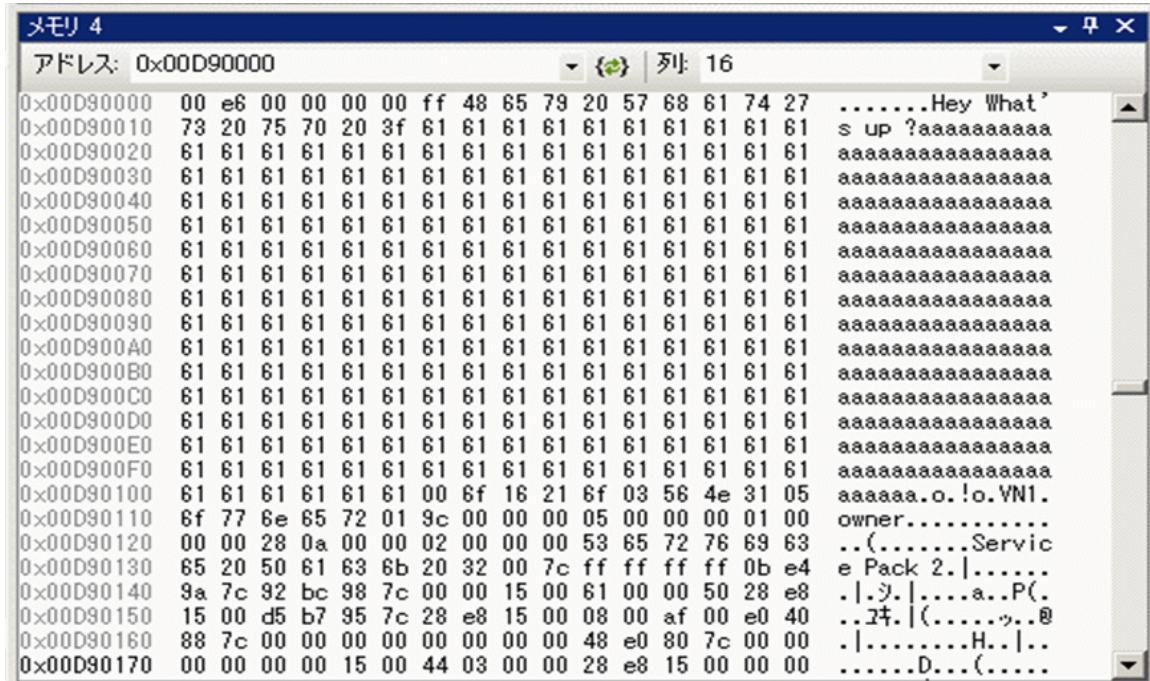 メモリ 4
アドレス: 0x00D90000 列: 16
0x00D90000 00 e6 00 00 00 00 ff 48 65 79 20 57 68 61 74 27 .......Hey What'
0x00D90010 73 20 75 70 20 3f 61 61 61 61 61 61 61 61 61 61 s up ?aaaaaaaaaa
0x00D90020 61 61 61 61 61 61 61 61 61 61 61 61 61 61 61 61 aaaaaaaaaaaaaaaa
0x00D90030 61 61 61 61 61 61 61 61 61 61 61 61 61 61 61 61 aaaaaaaaaaaaaaaa
0x00D90040 61 61 61 61 61 61 61 61 61 61 61 61 61 61 61 61 aaaaaaaaaaaaaaaa
0x00D90050 61 61 61 61 61 61 61 61 61 61 61 61 61 61 61 61 aaaaaaaaaaaaaaaa
0x00D90060 61 61 61 61 61 61 61 61 61 61 61 61 61 61 61 61 aaaaaaaaaaaaaaaa
0x00D90070 61 61 61 61 61 61 61 61 61 61 61 61 61 61 61 61 aaaaaaaaaaaaaaaa
0x00D90080 61 61 61 61 61 61 61 61 61 61 61 61 61 61 61 61 aaaaaaaaaaaaaaaa
0x00D90090 61 61 61 61 61 61 61 61 61 61 61 61 61 61 61 61 aaaaaaaaaaaaaaaa
0x00D900A0 61 61 61 61 61 61 61 61 61 61 61 61 61 61 61 61 aaaaaaaaaaaaaaaa
0x00D900B0 61 61 61 61 61 61 61 61 61 61 61 61 61 61 61 61 aaaaaaaaaaaaaaaa
0x00D900C0 61 61 61 61 61 61 61 61 61 61 61 61 61 61 61 61 aaaaaaaaaaaaaaaa
0x00D900D0 61 61 61 61 61 61 61 61 61 61 61 61 61 61 61 61 aaaaaaaaaaaaaaaa
0x00D900E0 61 61 61 61 61 61 61 61 61 61 61 61 61 61 61 61 aaaaaaaaaaaaaaaa
0x00D900F0 61 61 61 61 61 61 61 61 61 61 61 61 61 61 61 61 aaaaaaaaaaaaaaaa
0x00D90100 61 61 61 61 61 61 00 6f 16 21 6f 03 56 4e 31 05 aaaaaa.o.!o.VN1.
0x00D90110 6f 77 6e 65 72 01 9c 00 00 00 05 00 00 00 01 00 owner...........
0x00D90120 00 00 28 0a 00 00 02 00 00 00 53 65 72 76 69 63 ..(.......Servic
0x00D90130 65 20 50 61 63 6b 20 32 00 7c ff ff ff ff 0b e4 e Pack 2.|......
0x00D90140 9a 7c 92 bc 98 7c 00 00 15 00 61 00 00 50 28 e8 .|.ｼ.|....a..P(.
0x00D90150 15 00 d5 b7 95 7c 28 e8 15 00 08 00 af 00 e0 40 ..ﾕｷ.|(.....ｯ..@
0x00D90160 88 7c 00 00 00 00 00 00 00 00 48 e0 80 7c 00 00 .|........H..|..
0x00D90170 00 00 00 00 15 00 44 03 00 00 28 e8 15 00 00 00 ......D...(.....